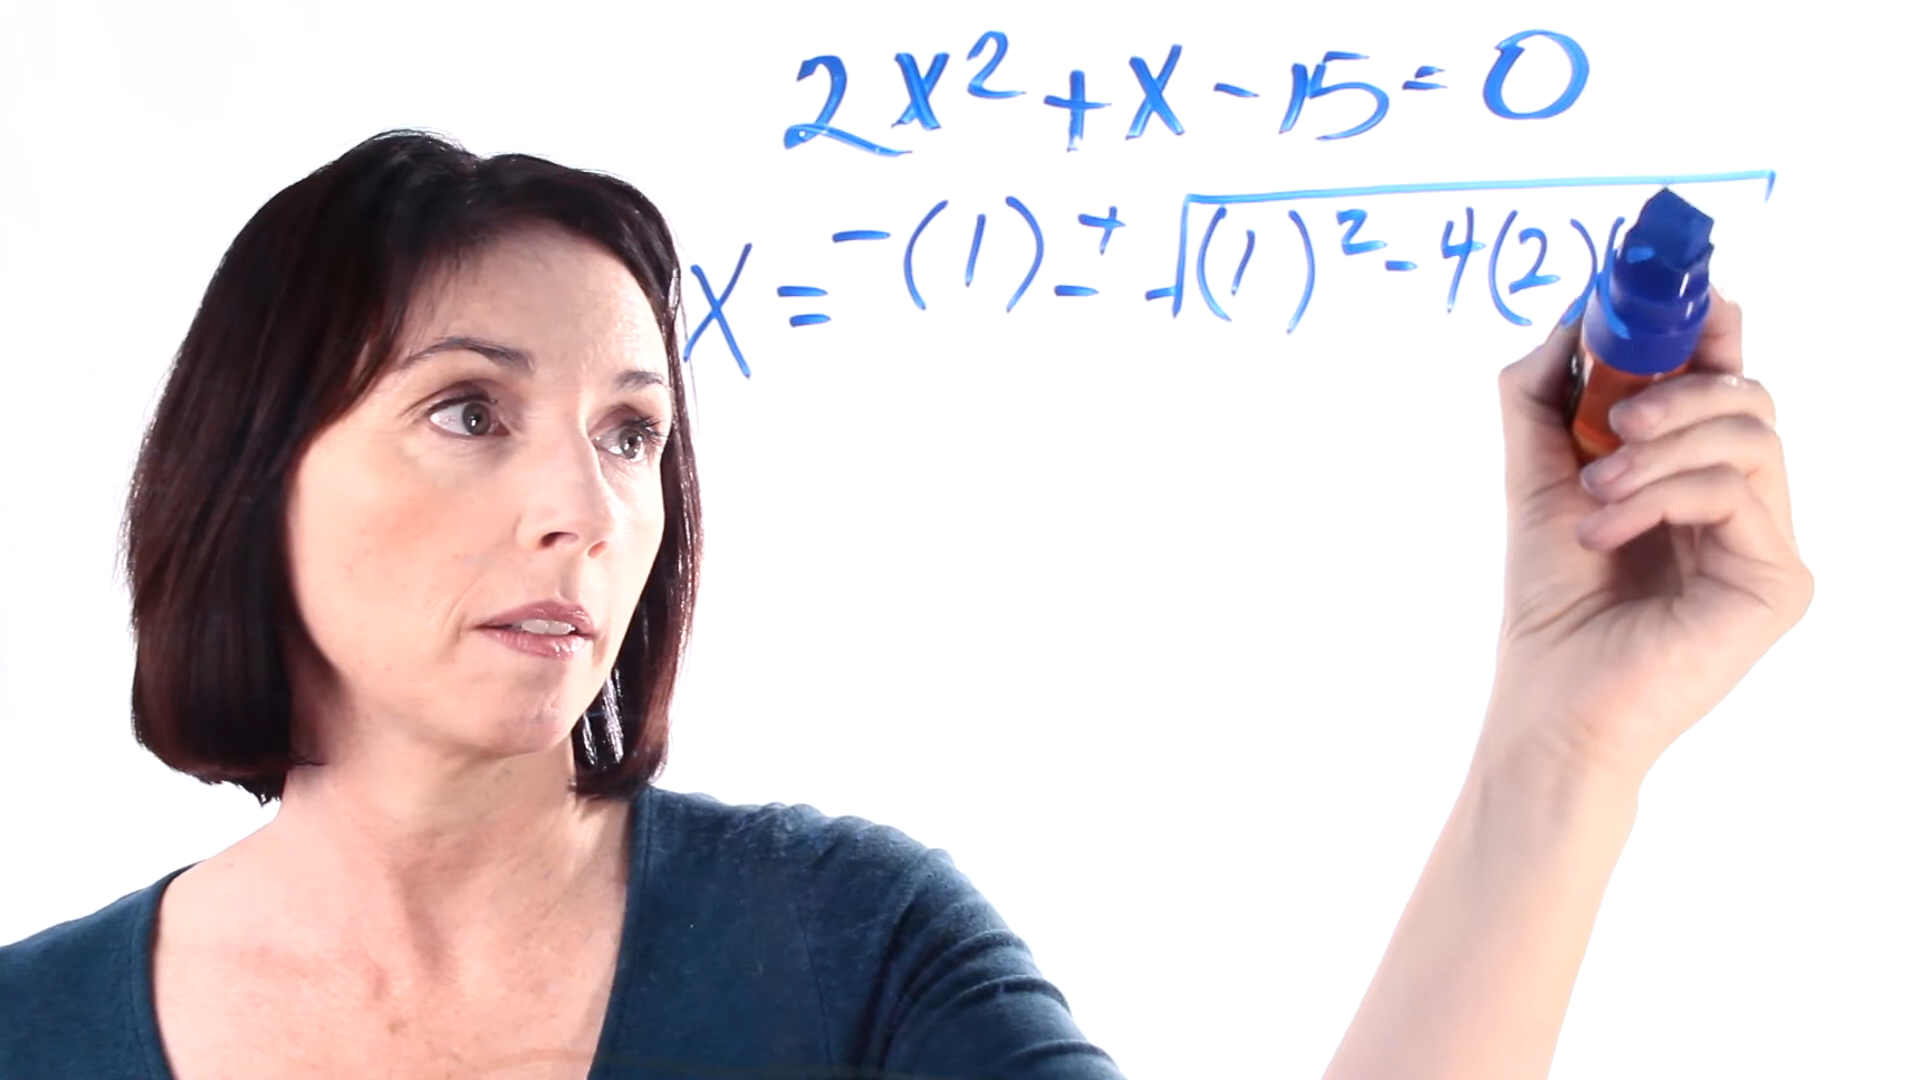 2x² + x - 15 = 0
x = -(1) ± √(1)² - 4(2)(-